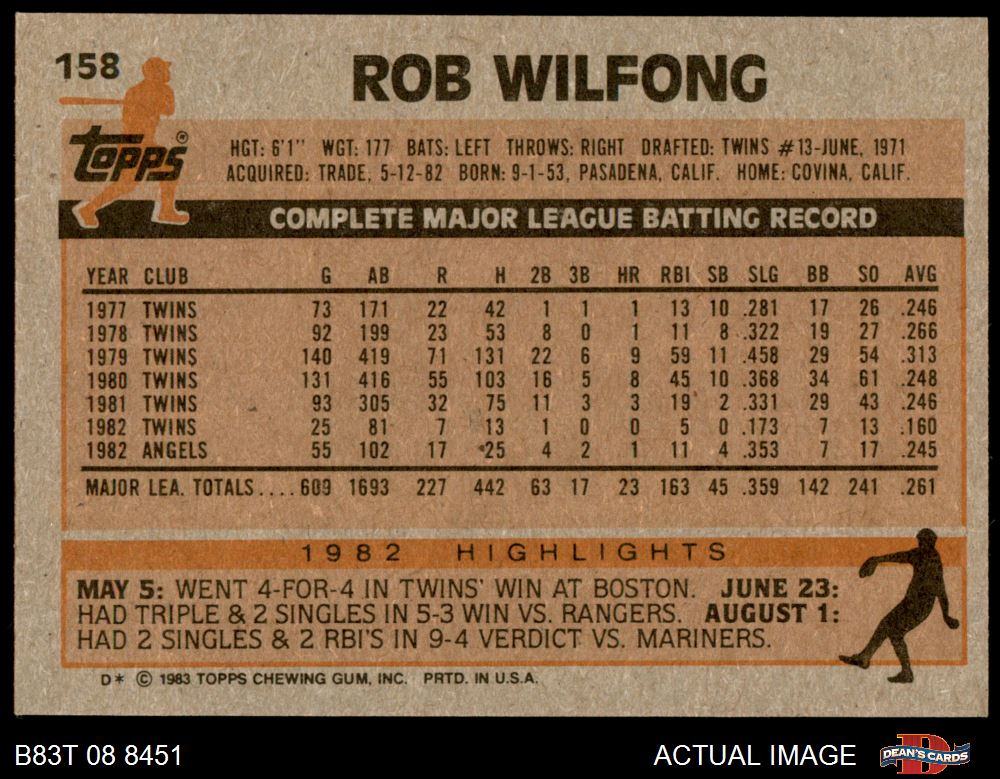 158
ROB WILFONG
topps®
HGT: 6'1" WGT: 177 BATS: LEFT THROWS: RIGHT DRAFTED: TWINS #13-JUNE, 1971
ACQUIRED: TRADE, 5-12-82 BORN: 9-1-53, PASADENA, CALIF. HOME: COVINA, CALIF.
COMPLETE MAJOR LEAGUE BATTING RECORD
YEAR CLUB G AB R H 2B 3B HR RBI SB SLG BB SO AVG
1977 TWINS 73 171 22 42 1 1 1 13 10 .281 17 26 .246
1978 TWINS 92 199 23 53 8 0 1 11 8 .322 19 27 .266
1979 TWINS 140 419 71 131 22 6 9 59 11 .458 29 54 .313
1980 TWINS 131 416 55 103 16 5 8 45 10 .368 34 61 .248
1981 TWINS 93 305 32 75 11 3 3 19 2 .331 29 43 .246
1982 TWINS 25 81 7 13 1 0 0 5 0 .173 7 13 .160
1982 ANGELS 55 102 17 25 4 2 1 11 4 .353 7 17 .245
MAJOR LEA. TOTALS.... 609 1693 227 442 63 17 23 163 45 .359 142 241 .261
1982 HIGHLIGHTS
MAY 5: WENT 4-FOR-4 IN TWINS' WIN AT BOSTON. JUNE 23:
HAD TRIPLE & 2 SINGLES IN 5-3 WIN VS. RANGERS. AUGUST 1:
HAD 2 SINGLES & 2 RBI'S IN 9-4 VERDICT VS. MARINERS.
D* © 1983 TOPPS CHEWING GUM, INC. PRTD. IN U.S.A.
B83T 08 8451
ACTUAL IMAGE
D
DEAN'S CARDS